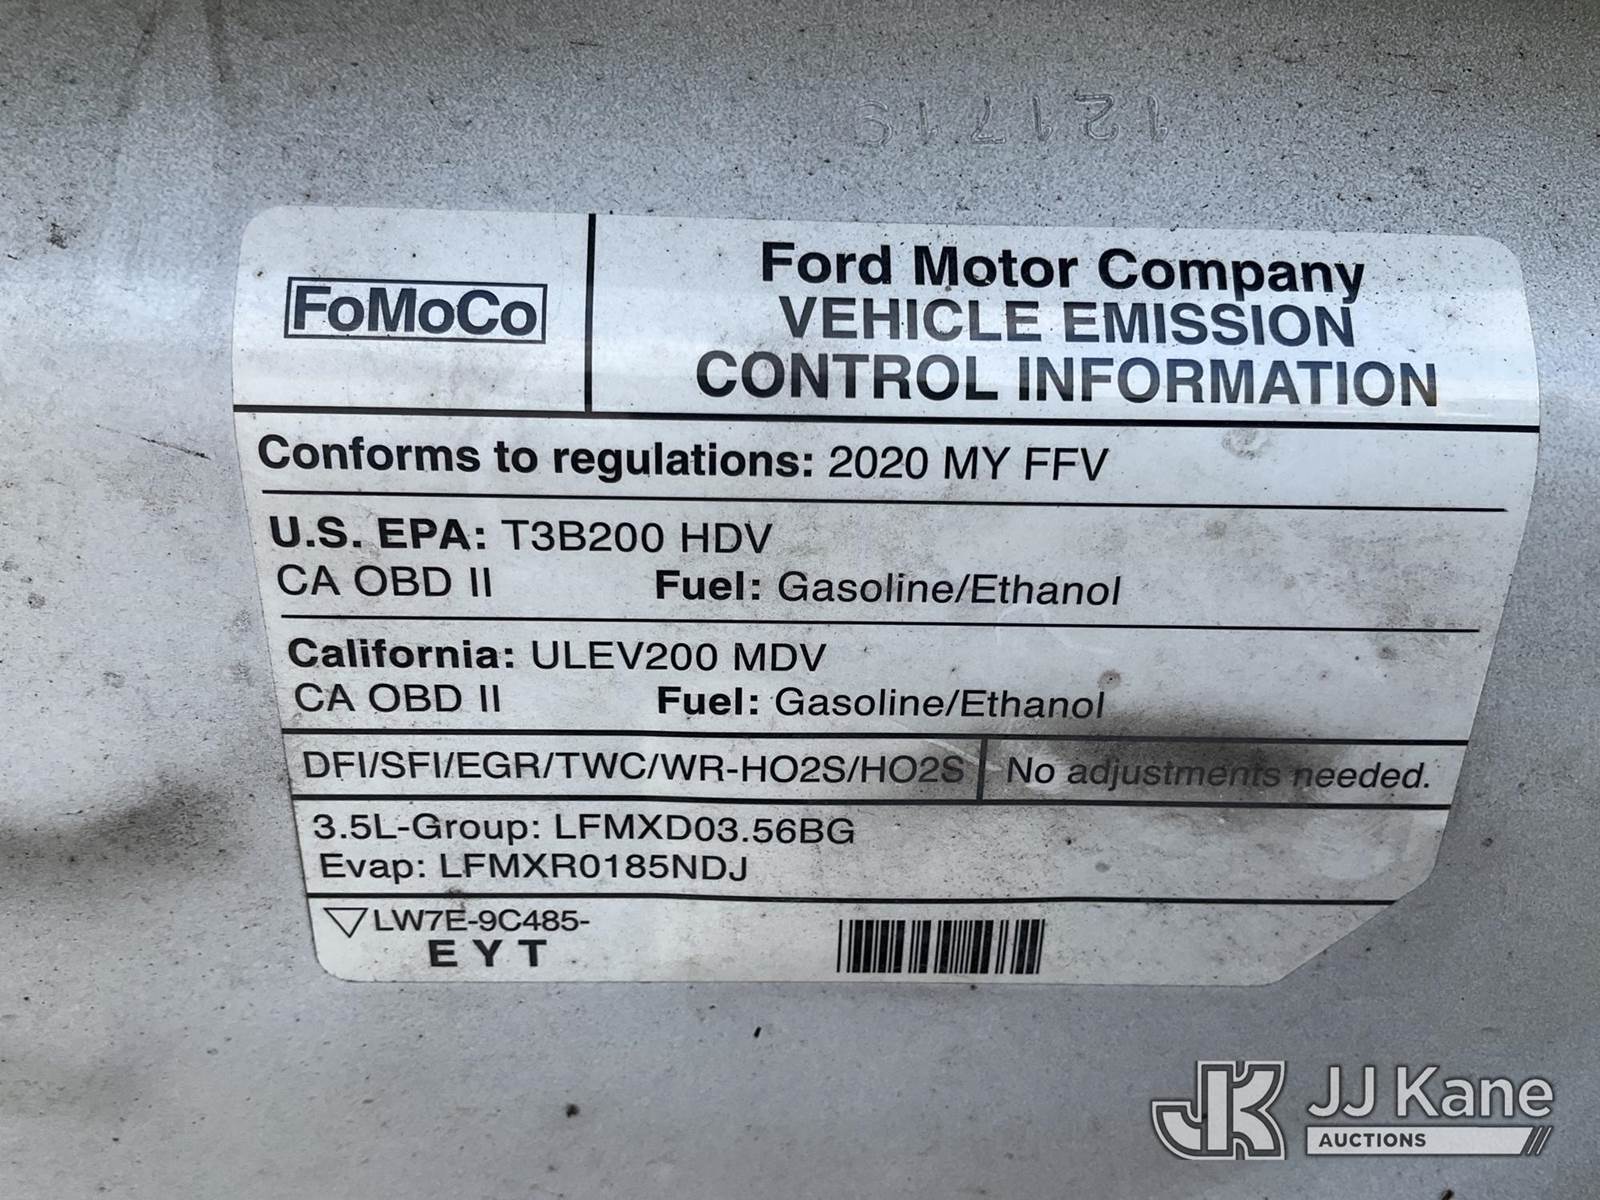 121719
FoMoCo
Ford Motor Company
VEHICLE EMISSION
CONTROL INFORMATION
Conforms to regulations: 2020 MY FFV
U.S. EPA: T3B200 HDV
CA OBD II Fuel: Gasoline/Ethanol
California: ULEV200 MDV
CA OBD II Fuel: Gasoline/Ethanol
DFI/SFI/EGR/TWC/WR-HO2S/HO2S No adjustments needed.
3.5L-Group: LFMXD03.56BG
Evap: LFMXR0185NDJ
LW7E-9C485-
EYT
JK JJ Kane
AUCTIONS